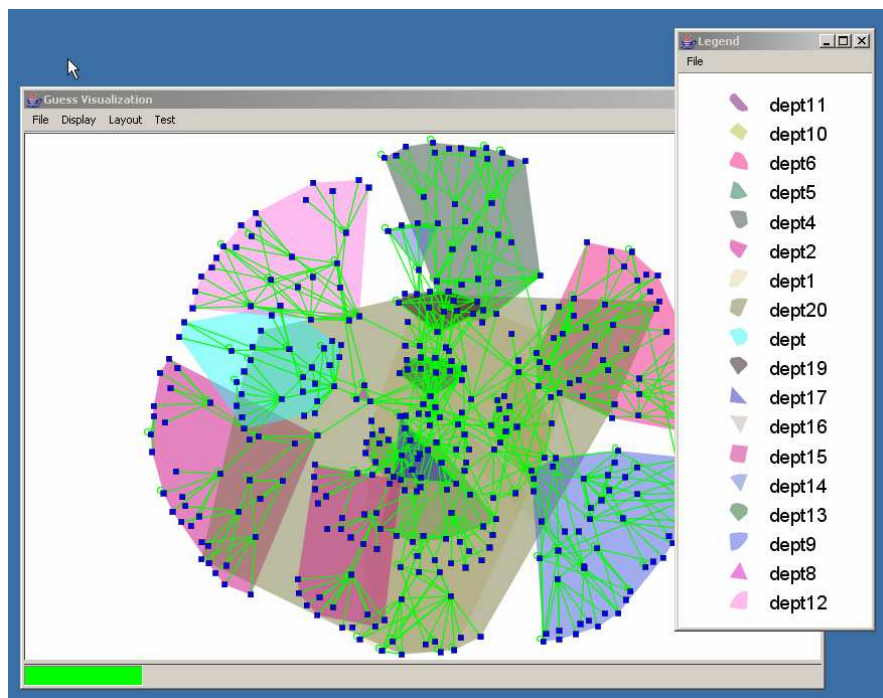 Legend
File
dept11
dept10
dept6
dept5
dept4
dept2
dept1
dept20
dept
dept19
dept17
dept16
dept15
dept14
dept13
dept9
dept8
dept12
Guess Visualization
File Display Layout Test